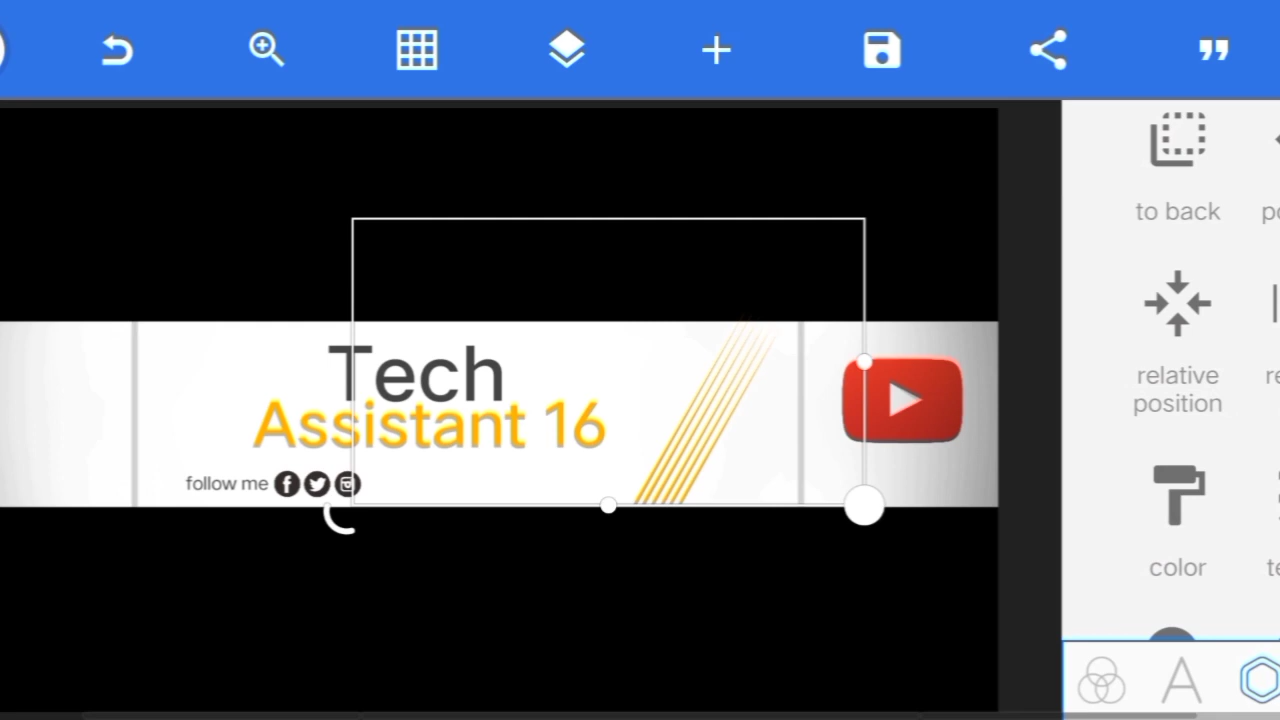 to back
relative
position
color
Tech
Assistant 16
follow me